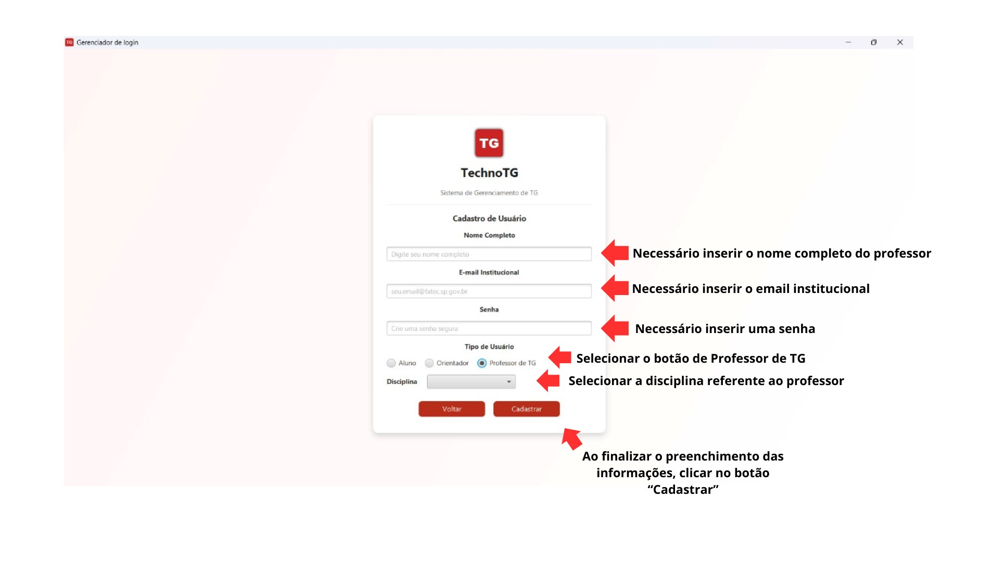 TG Gerenciador de login
TG
TechnoTG
Sistema de Gerenciamento de TG
Cadastro de Usuário
Nome Completo
Digite seu nome completo
Necessário inserir o nome completo do professor
E-mail Institucional
seu.email@fatec.sp.gov.br
Necessário inserir o email institucional
Senha
Crie uma senha segura
Necessário inserir uma senha
Tipo de Usuário
Aluno Orientador Professor de TG
Selecionar o botão de Professor de TG
Disciplina
Selecionar a disciplina referente ao professor
Voltar Cadastrar
Ao finalizar o preenchimento das
informações, clicar no botão
“Cadastrar”